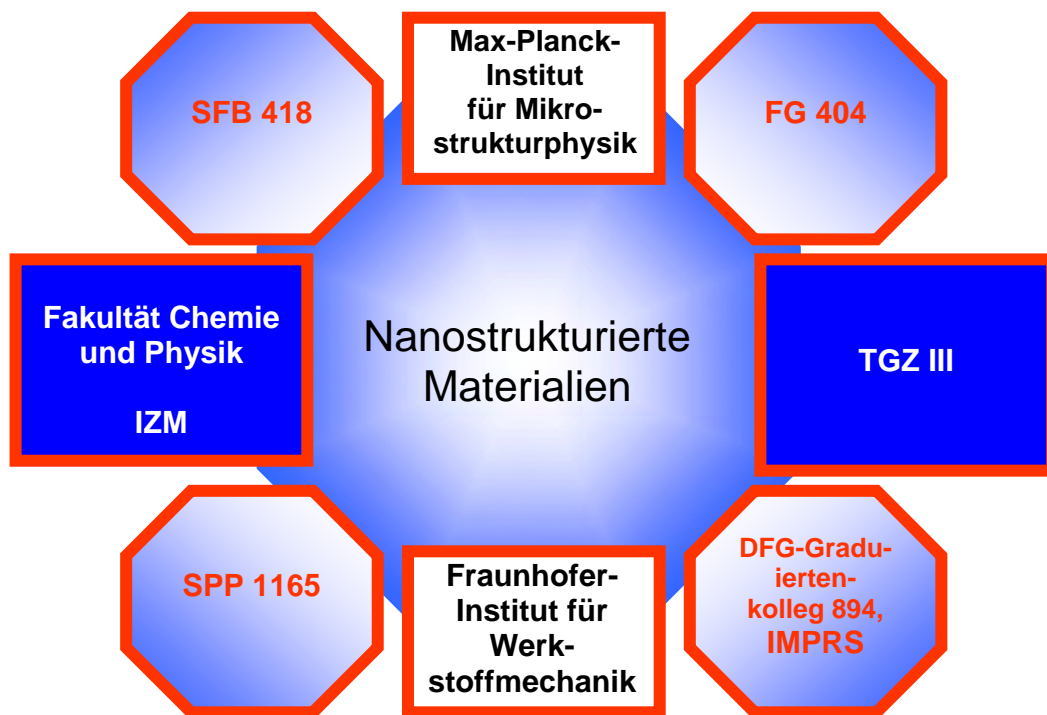 SFB 418
Max-Planck-
Institut
für Mikro-
strukturphysik
FG 404
Fakultät Chemie
und Physik
IZM
Nanostrukturierte
Materialien
TGZ III
SPP 1165
Fraunhofer-
Institut für
Werk-
stoffmechanik
DFG-Gradu-
ierten-
kolleg 894,
IMPRS